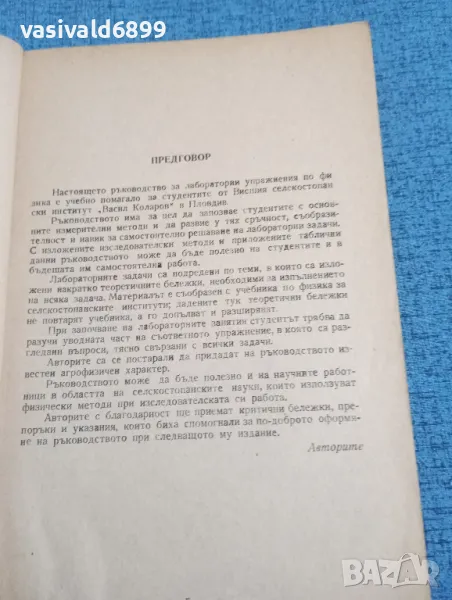 vasivald6899
ПРЕДГОВОР
Настоящето ръководство за лабораторни упражнения по фи
зика е учебно помагало за студентите от Висшия селскостопан
ски институт „Васил Коларов" в Пловдив.
Ръководството има за цел да запознае студентите с основ
ните измерителни методи и да развие у тях сръчност, съобрази
телност и навик за самостоятелно решаване на лабораторни задачи.
С изложените изследователски методи и приложените таблични
данни ръководството може да бъде полезно на студентите и в
бъдещата им самостоятелна работа.
Лабораторните задачи са подредени по теми, в които са изло
жени накратко теоретичните бележки, необходими за изпълнението
на всяка задача. Материалът е съобразен с учебника по физика за
селскостопанските институти; дадените тук теоретични бележки
не повтарят учебника, а го допълват и разширяват.
При започване на лабораторните занятия студентът трябва да
разучи уводната част на съответното упражнение, в която са раз
гледани въпроси, тясно свързани с всички задачи.
Авторите са се постарали да придадат на ръководството из
вестен агрофизичен характер.
Ръководството може да бъде полезно и на научните работ
ници в областта на селскостопанските науки, които използуват
физически методи при изследователската си работа.
Авторите с благодарност ще приемат критични бележки, пре
поръки и указания, които биха спомогнали за по-доброто оформя
не на ръководството при следващото му издание.
Авторите
BAZAR
bazar.bg